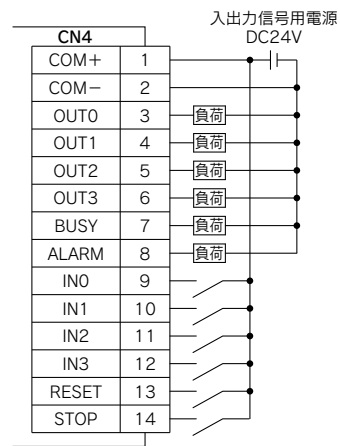 入出力信号用電源
DC24V
CN4
COM+ 1
COM− 2
OUT0 3 負荷
OUT1 4 負荷
OUT2 5 負荷
OUT3 6 負荷
BUSY 7 負荷
ALARM 8 負荷
IN0 9
IN1 10
IN2 11
IN3 12
RESET 13
STOP 14